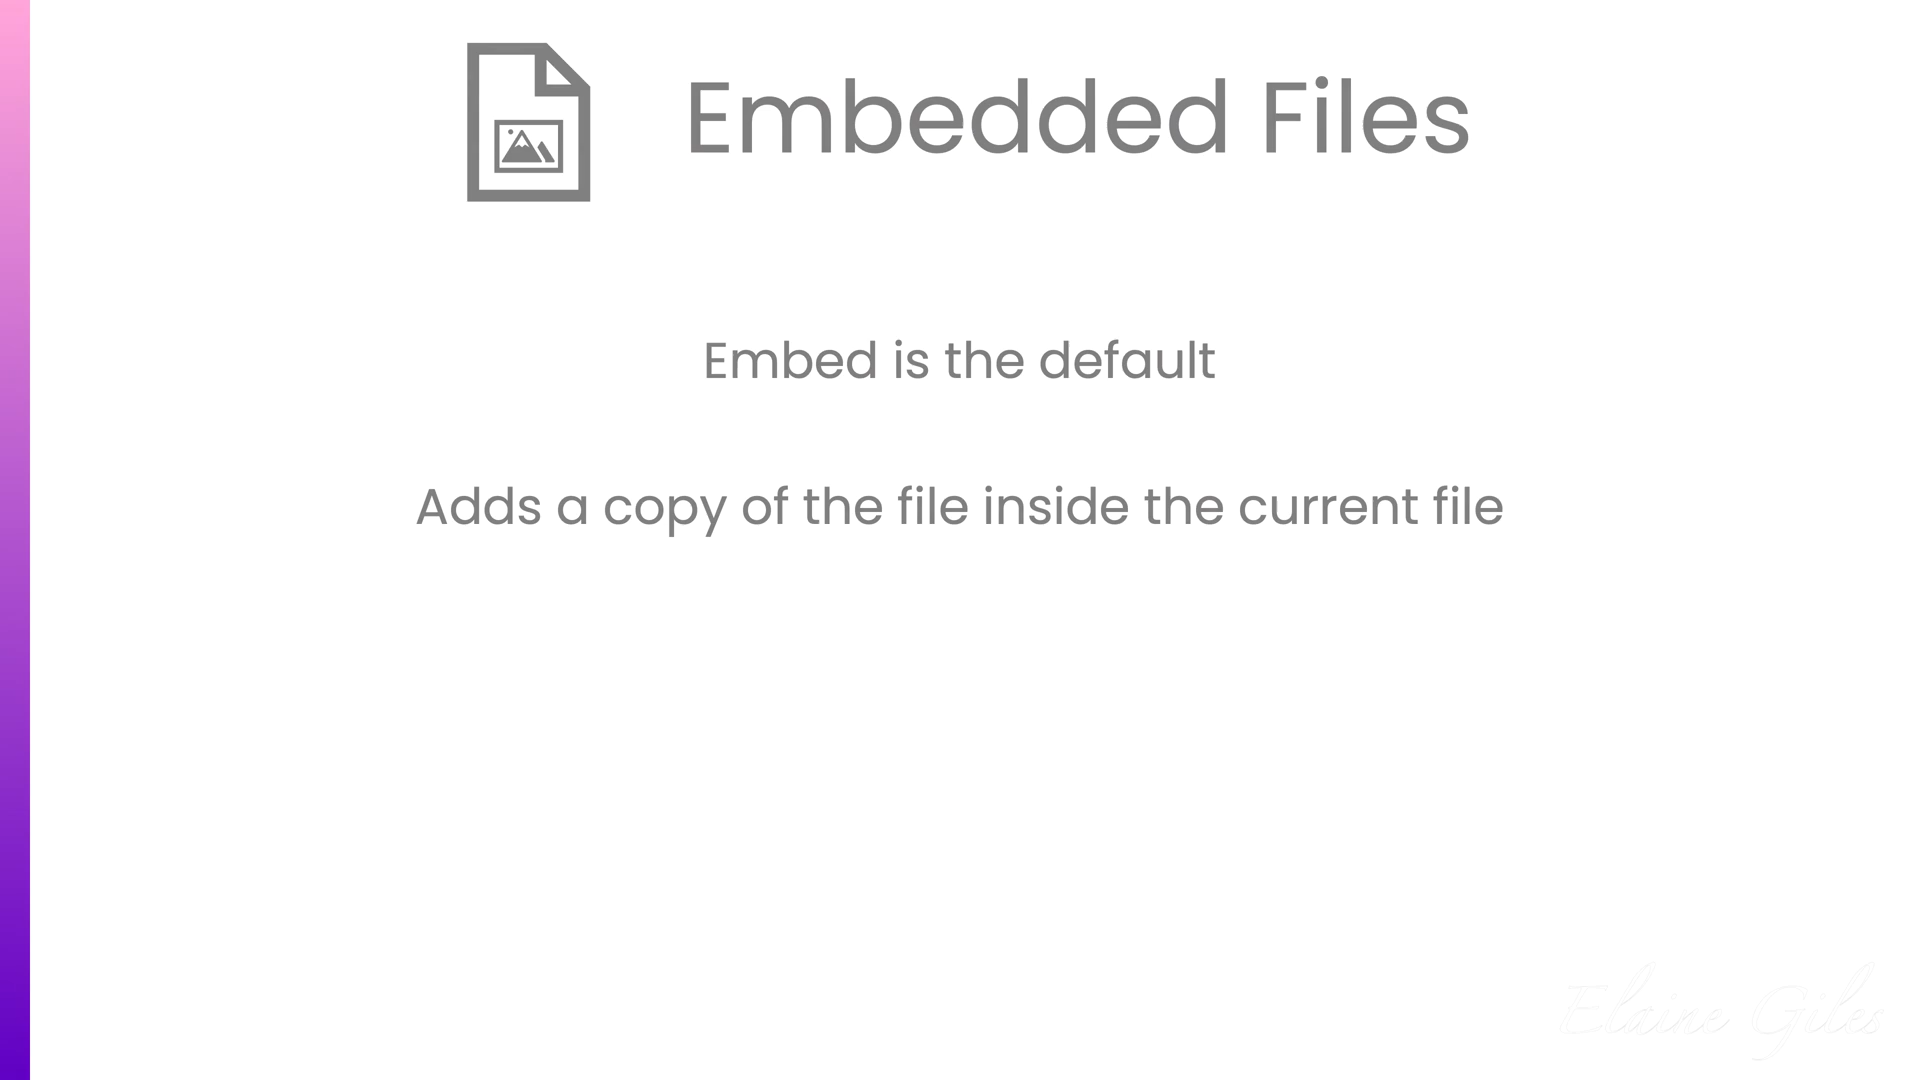 Embedded Files
Embed is the default
Adds a copy of the file inside the current file
Elaine Giles